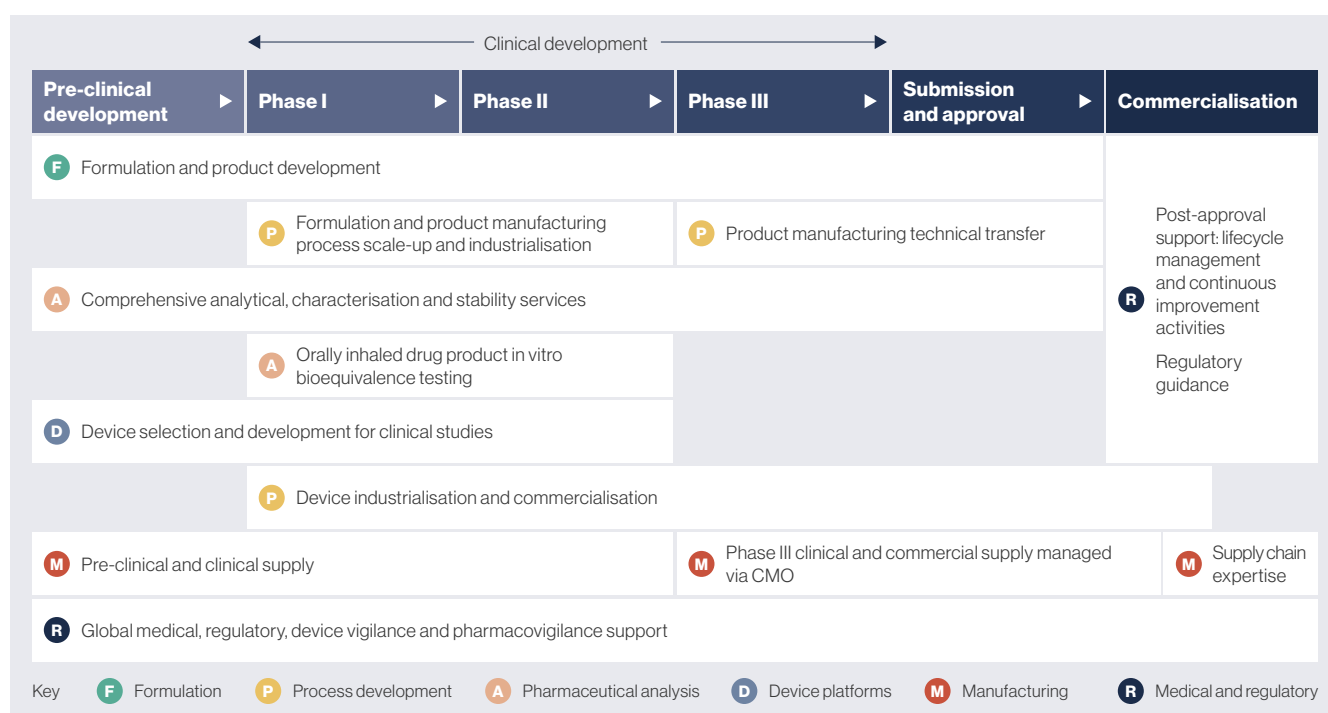 Clinical development
Pre-clinical
development
Phase I
Phase II
Phase III
Submission
and approval
Commercialisation
F Formulation and product development
P Formulation and product manufacturing
process scale-up and industrialisation
P Product manufacturing technical transfer
A Comprehensive analytical, characterisation and stability services
A Orally inhaled drug product in vitro
bioequivalence testing
D Device selection and development for clinical studies
R Post-approval
support: lifecycle
management
and continuous
improvement
activities
Regulatory
guidance
P Device industrialisation and commercialisation
M Pre-clinical and clinical supply
M Phase III clinical and commercial supply managed
via CMO
M Supply chain
expertise
R Global medical, regulatory, device vigilance and pharmacovigilance support
Key F Formulation P Process development A Pharmaceutical analysis D Device platforms M Manufacturing R Medical and regulatory